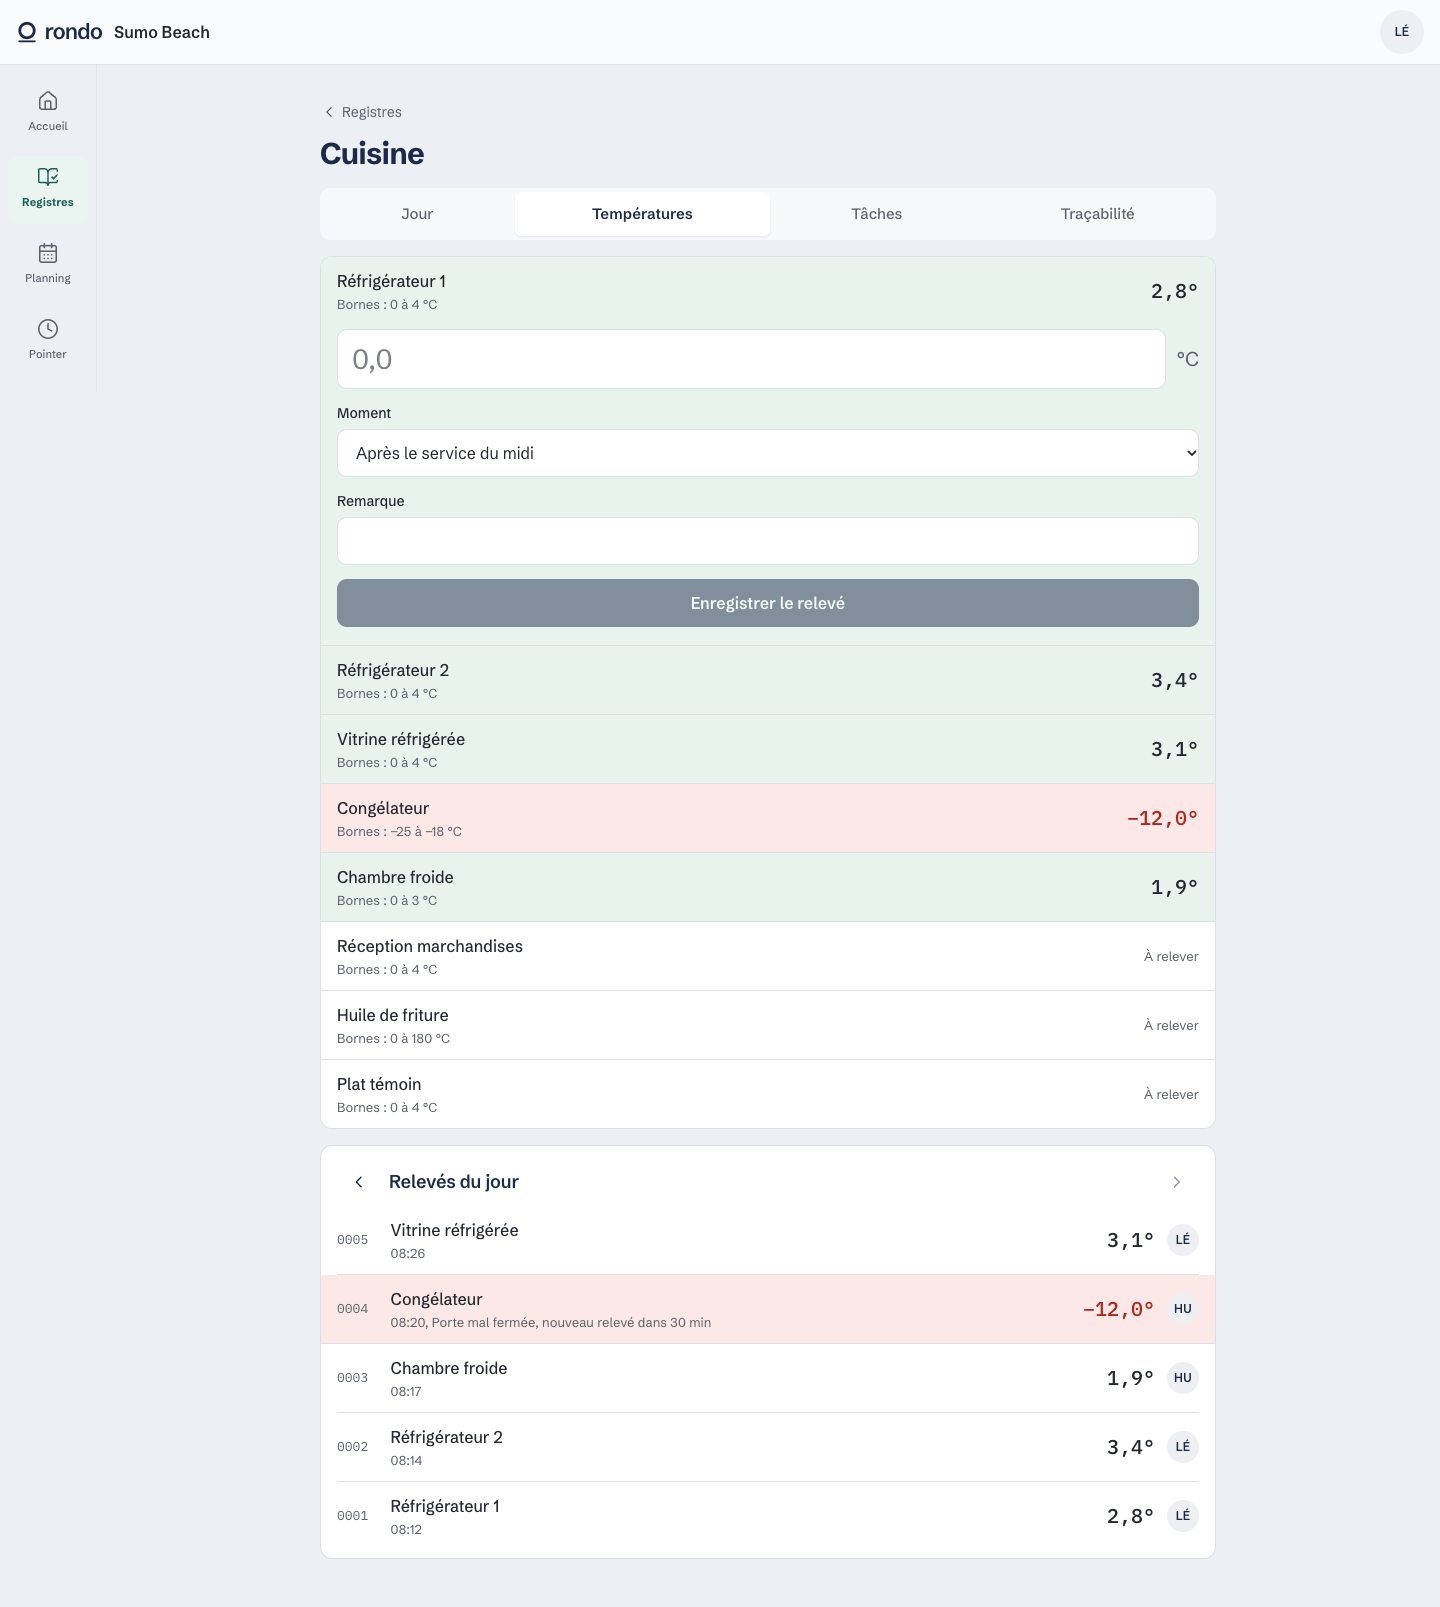 rondo Sumo Beach
LÉ
Accueil
Registres
Planning
Pointer
Registres
Cuisine
Jour
Températures
Tâches
Traçabilité
Réfrigérateur 1
Bornes : 0 à 4 °C
2,8°
0,0
°C
Moment
Après le service du midi
Remarque
Enregistrer le relevé
Réfrigérateur 2
Bornes : 0 à 4 °C
3,4°
Vitrine réfrigérée
Bornes : 0 à 4 °C
3,1°
Congélateur
Bornes : −25 à −18 °C
−12,0°
Chambre froide
Bornes : 0 à 3 °C
1,9°
Réception marchandises
Bornes : 0 à 4 °C
À relever
Huile de friture
Bornes : 0 à 180 °C
À relever
Plat témoin
Bornes : 0 à 4 °C
À relever
Relevés du jour
0005
Vitrine réfrigérée
08:26
3,1°
LÉ
0004
Congélateur
08:20, Porte mal fermée, nouveau relevé dans 30 min
−12,0°
HU
0003
Chambre froide
08:17
1,9°
HU
0002
Réfrigérateur 2
08:14
3,4°
LÉ
0001
Réfrigérateur 1
08:12
2,8°
LÉ